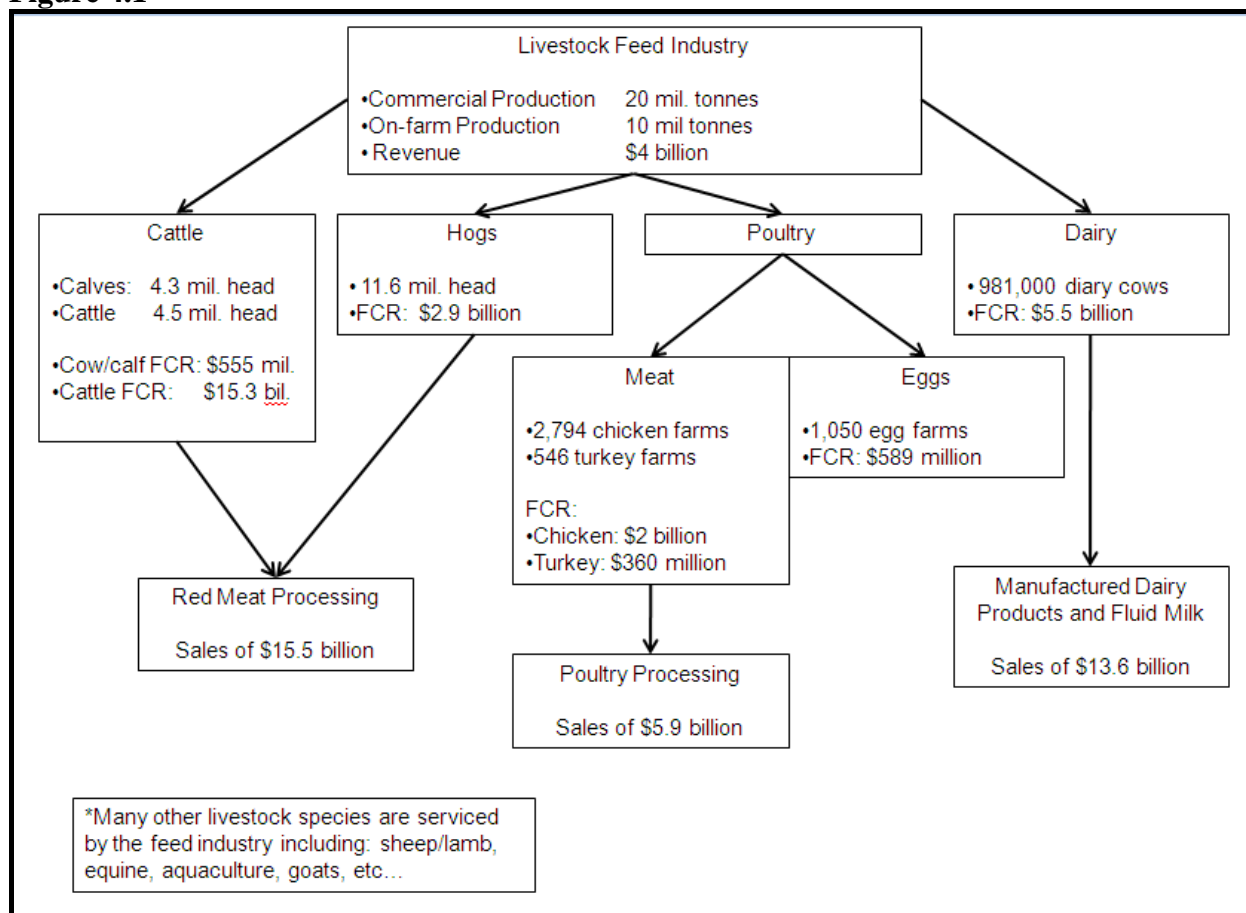 Livestock Feed Industry
•Commercial Production 20 mil. tonnes
•On-farm Production 10 mil tonnes
• Revenue $4 billion
Cattle
•Calves: 4.3 mil. head
•Cattle 4.5 mil. head
•Cow/calf FCR: $555 mil.
•Cattle FCR: $15.3 bil.
Hogs
• 11.6 mil. head
•FCR: $2.9 billion
Poultry
Dairy
• 981,000 diary cows
•FCR: $5.5 billion
Meat
•2,794 chicken farms
•546 turkey farms
FCR:
•Chicken: $2 billion
•Turkey: $360 million
Eggs
•1,050 egg farms
•FCR: $589 million
Red Meat Processing
Sales of $15.5 billion
Poultry Processing
Sales of $5.9 billion
Manufactured Dairy
Products and Fluid Milk
Sales of $13.6 billion
*Many other livestock species are serviced
by the feed industry including: sheep/lamb,
equine, aquaculture, goats, etc…